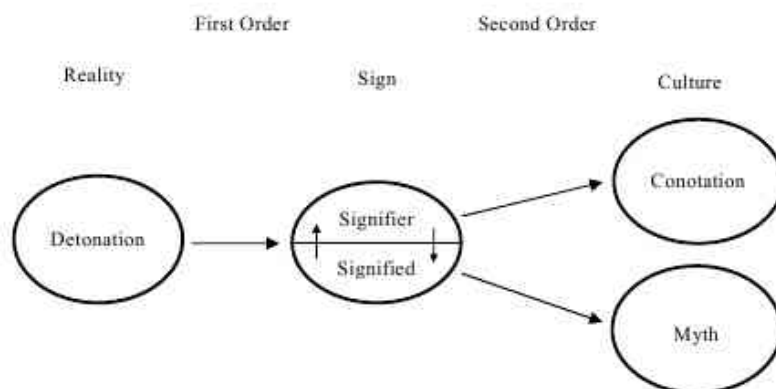 First Order
Second Order
Reality
Sign
Culture
Detonation
Signifier
Signified
Conotation
Myth